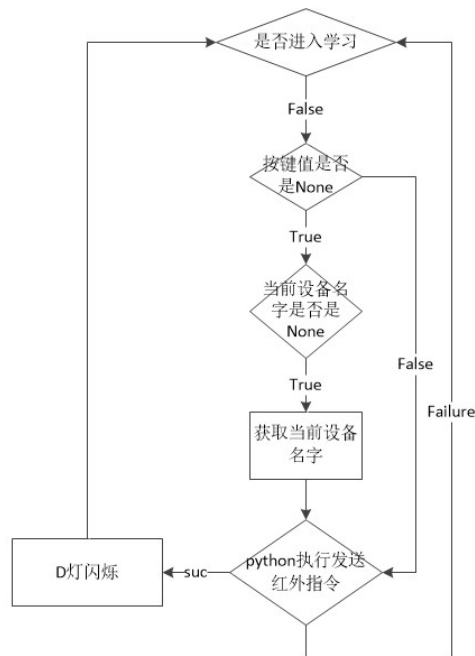 是否进入学习
False
按键值是否
是None
True
当前设备名
字是否是
None
False
True
Failure
获取当前设备
名字
D灯闪烁
suc
python执行发送
红外指令